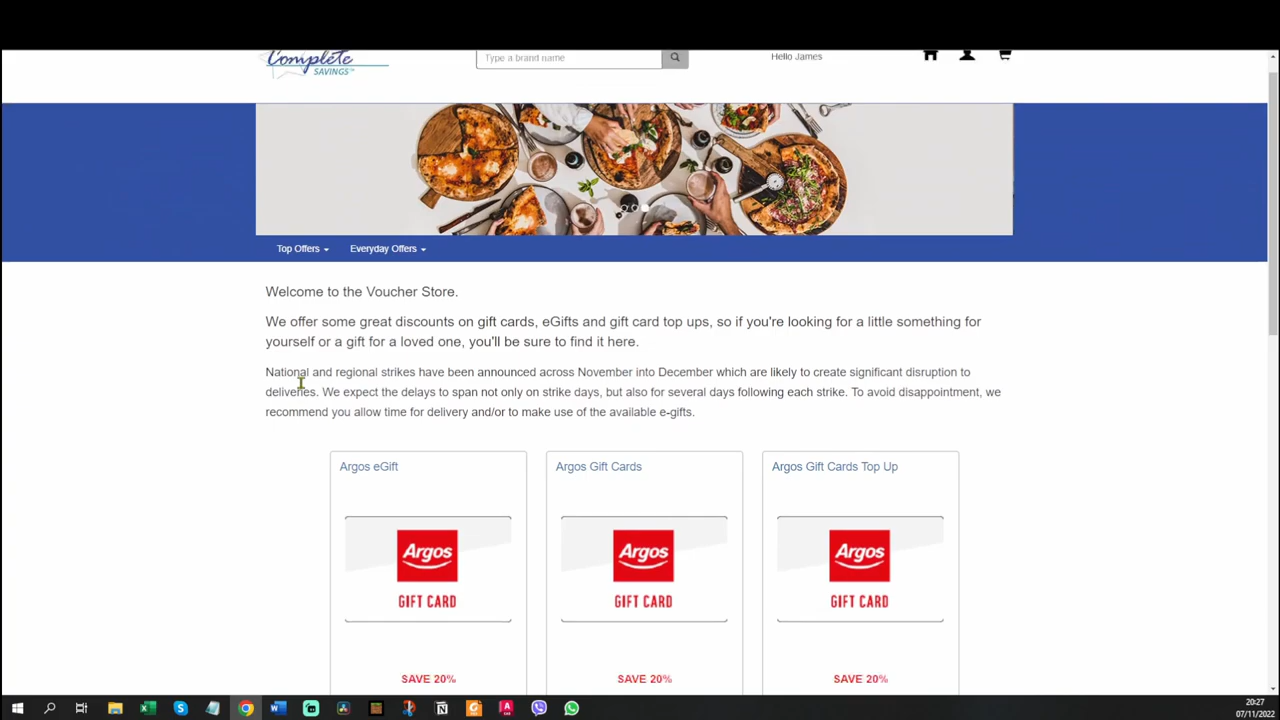 Complete
SAVINGS™
Type a brand name
Hello James
Top Offers
Everyday Offers
Welcome to the Voucher Store.
We offer some great discounts on gift cards, eGifts and gift card top ups, so if you're looking for a little something for
yourself or a gift for a loved one, you'll be sure to find it here.
National and regional strikes have been announced across November into December which are likely to create significant disruption to
deliveries. We expect the delays to span not only on strike days, but also for several days following each strike. To avoid disappointment, we
recommend you allow time for delivery and/or to make use of the available e-gifts.
Argos eGift
Argos Gift Cards
Argos Gift Cards Top Up
Argos
GIFT CARD
Argos
GIFT CARD
Argos
GIFT CARD
SAVE 20%
SAVE 20%
SAVE 20%
20:27
07/11/2022